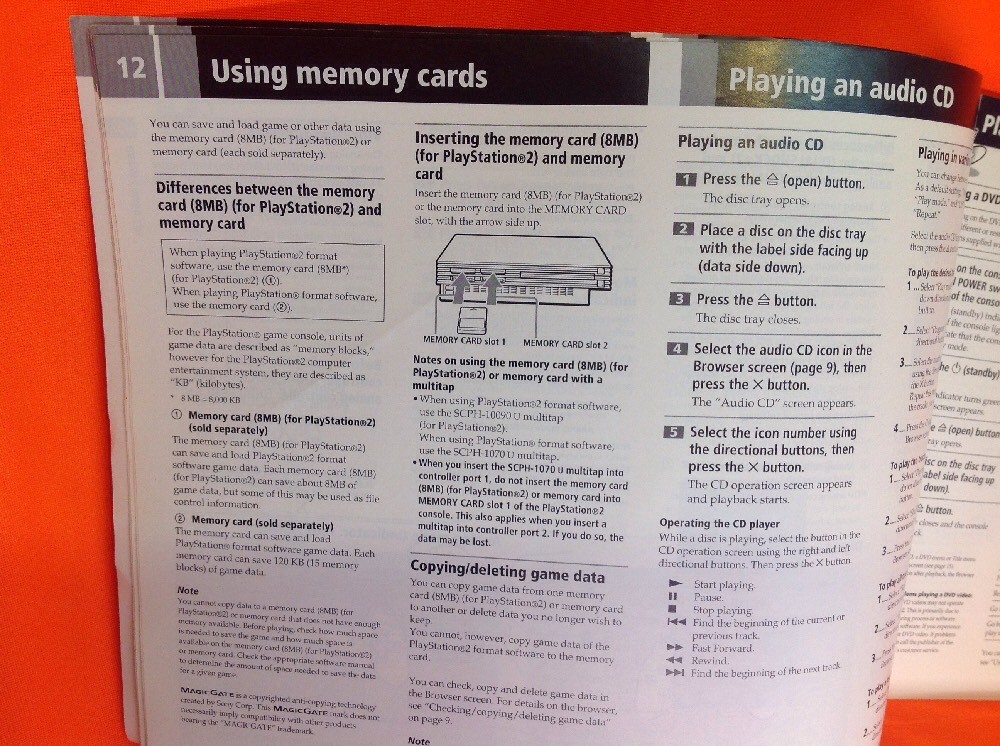 12
Using memory cards
You can save and load game or other data using
the memory card (8MB) (for PlayStation®2) or
memory card (each sold separately).
Differences between the memory
card (8MB) (for PlayStation®2) and
memory card
When playing PlayStation®2 format
software, use the memory card (8MB*)
(for PlayStation®2) (①).
When playing PlayStation® format software,
use the memory card (②).
For the PlayStation® game console, units of
game data are described as "memory blocks,"
however for the PlayStation®2 computer
entertainment system, they are described as
"KB" (kilobytes).
* 8 MB = 8,000 KB
① Memory card (8MB) (for PlayStation®2)
(sold separately)
The memory card (8MB) (for PlayStation®2)
can save and load PlayStation®2 format
software game data. Each memory card (8MB)
(for PlayStation®2) can save about 8MB of
game data, but some of this may be used as file
control information.
② Memory card (sold separately)
The memory card can save and load
PlayStation® format software game data. Each
memory card can save 120 KB (15 memory
blocks) of game data.
Note
You cannot copy data to a memory card (8MB) (for
PlayStation®2) or memory card that does not have enough
memory available. Before playing, check how much space
is needed to save the game and how much space is
available on the memory card (8MB) (for PlayStation®2)
or memory card. Check the appropriate software manual
to determine the amount of space needed to save the data
for a given game.
MAGICGATE is a copyrighted anti-copying technology
created by Sony Corp. This MAGICGATE mark does not
necessarily imply compatibility with other products
bearing the "MAGIC GATE" trademark.
Inserting the memory card (8MB)
(for PlayStation®2) and memory
card
Insert the memory card (8MB) (for PlayStation®2)
or the memory card into the MEMORY CARD
slot, with the arrow side up.
MEMORY CARD slot 1 MEMORY CARD slot 2
Notes on using the memory card (8MB) (for
PlayStation®2) or memory card with a
multitap
• When using PlayStation®2 format software,
use the SCPH-10090 U multitap
(for PlayStation®2).
When using PlayStation® format software,
use the SCPH-1070 U multitap.
• When you insert the SCPH-1070 U multitap into
controller port 1, do not insert the memory card
(8MB) (for PlayStation®2) or memory card into
MEMORY CARD slot 1 of the PlayStation®2
console. This also applies when you insert a
multitap into controller port 2. If you do so, the
data may be lost.
Copying/deleting game data
You can copy game data from one memory
card (8MB) (for PlayStation®2) or memory card
to another or delete data you no longer wish to
keep.
You cannot, however, copy game data of the
PlayStation®2 format software to the memory
card.
You can check, copy and delete game data in
the Browser screen. For details on the browser,
see "Checking/copying/deleting game data"
on page 9.
Note
Playing an audio CD
Playing an audio CD
1 Press the ⏏ (open) button.
The disc tray opens.
2 Place a disc on the disc tray
with the label side facing up
(data side down).
3 Press the ⏏ button.
The disc tray closes.
4 Select the audio CD icon in the
Browser screen (page 9), then
press the ✕ button.
The "Audio CD" screen appears.
5 Select the icon number using
the directional buttons, then
press the ✕ button.
The CD operation screen appears
and playback starts.
Operating the CD player
While a disc is playing, select the button in the
CD operation screen using the right and left
directional buttons. Then press the ✕ button.
▶ Start playing.
⏸ Pause.
■ Stop playing.
⏮ Find the beginning of the current or
previous track.
▶▶ Fast Forward.
◀◀ Rewind.
⏭ Find the beginning of the next track.
Playing in
You can change
As a default
"Play mode,"
"Repeat."